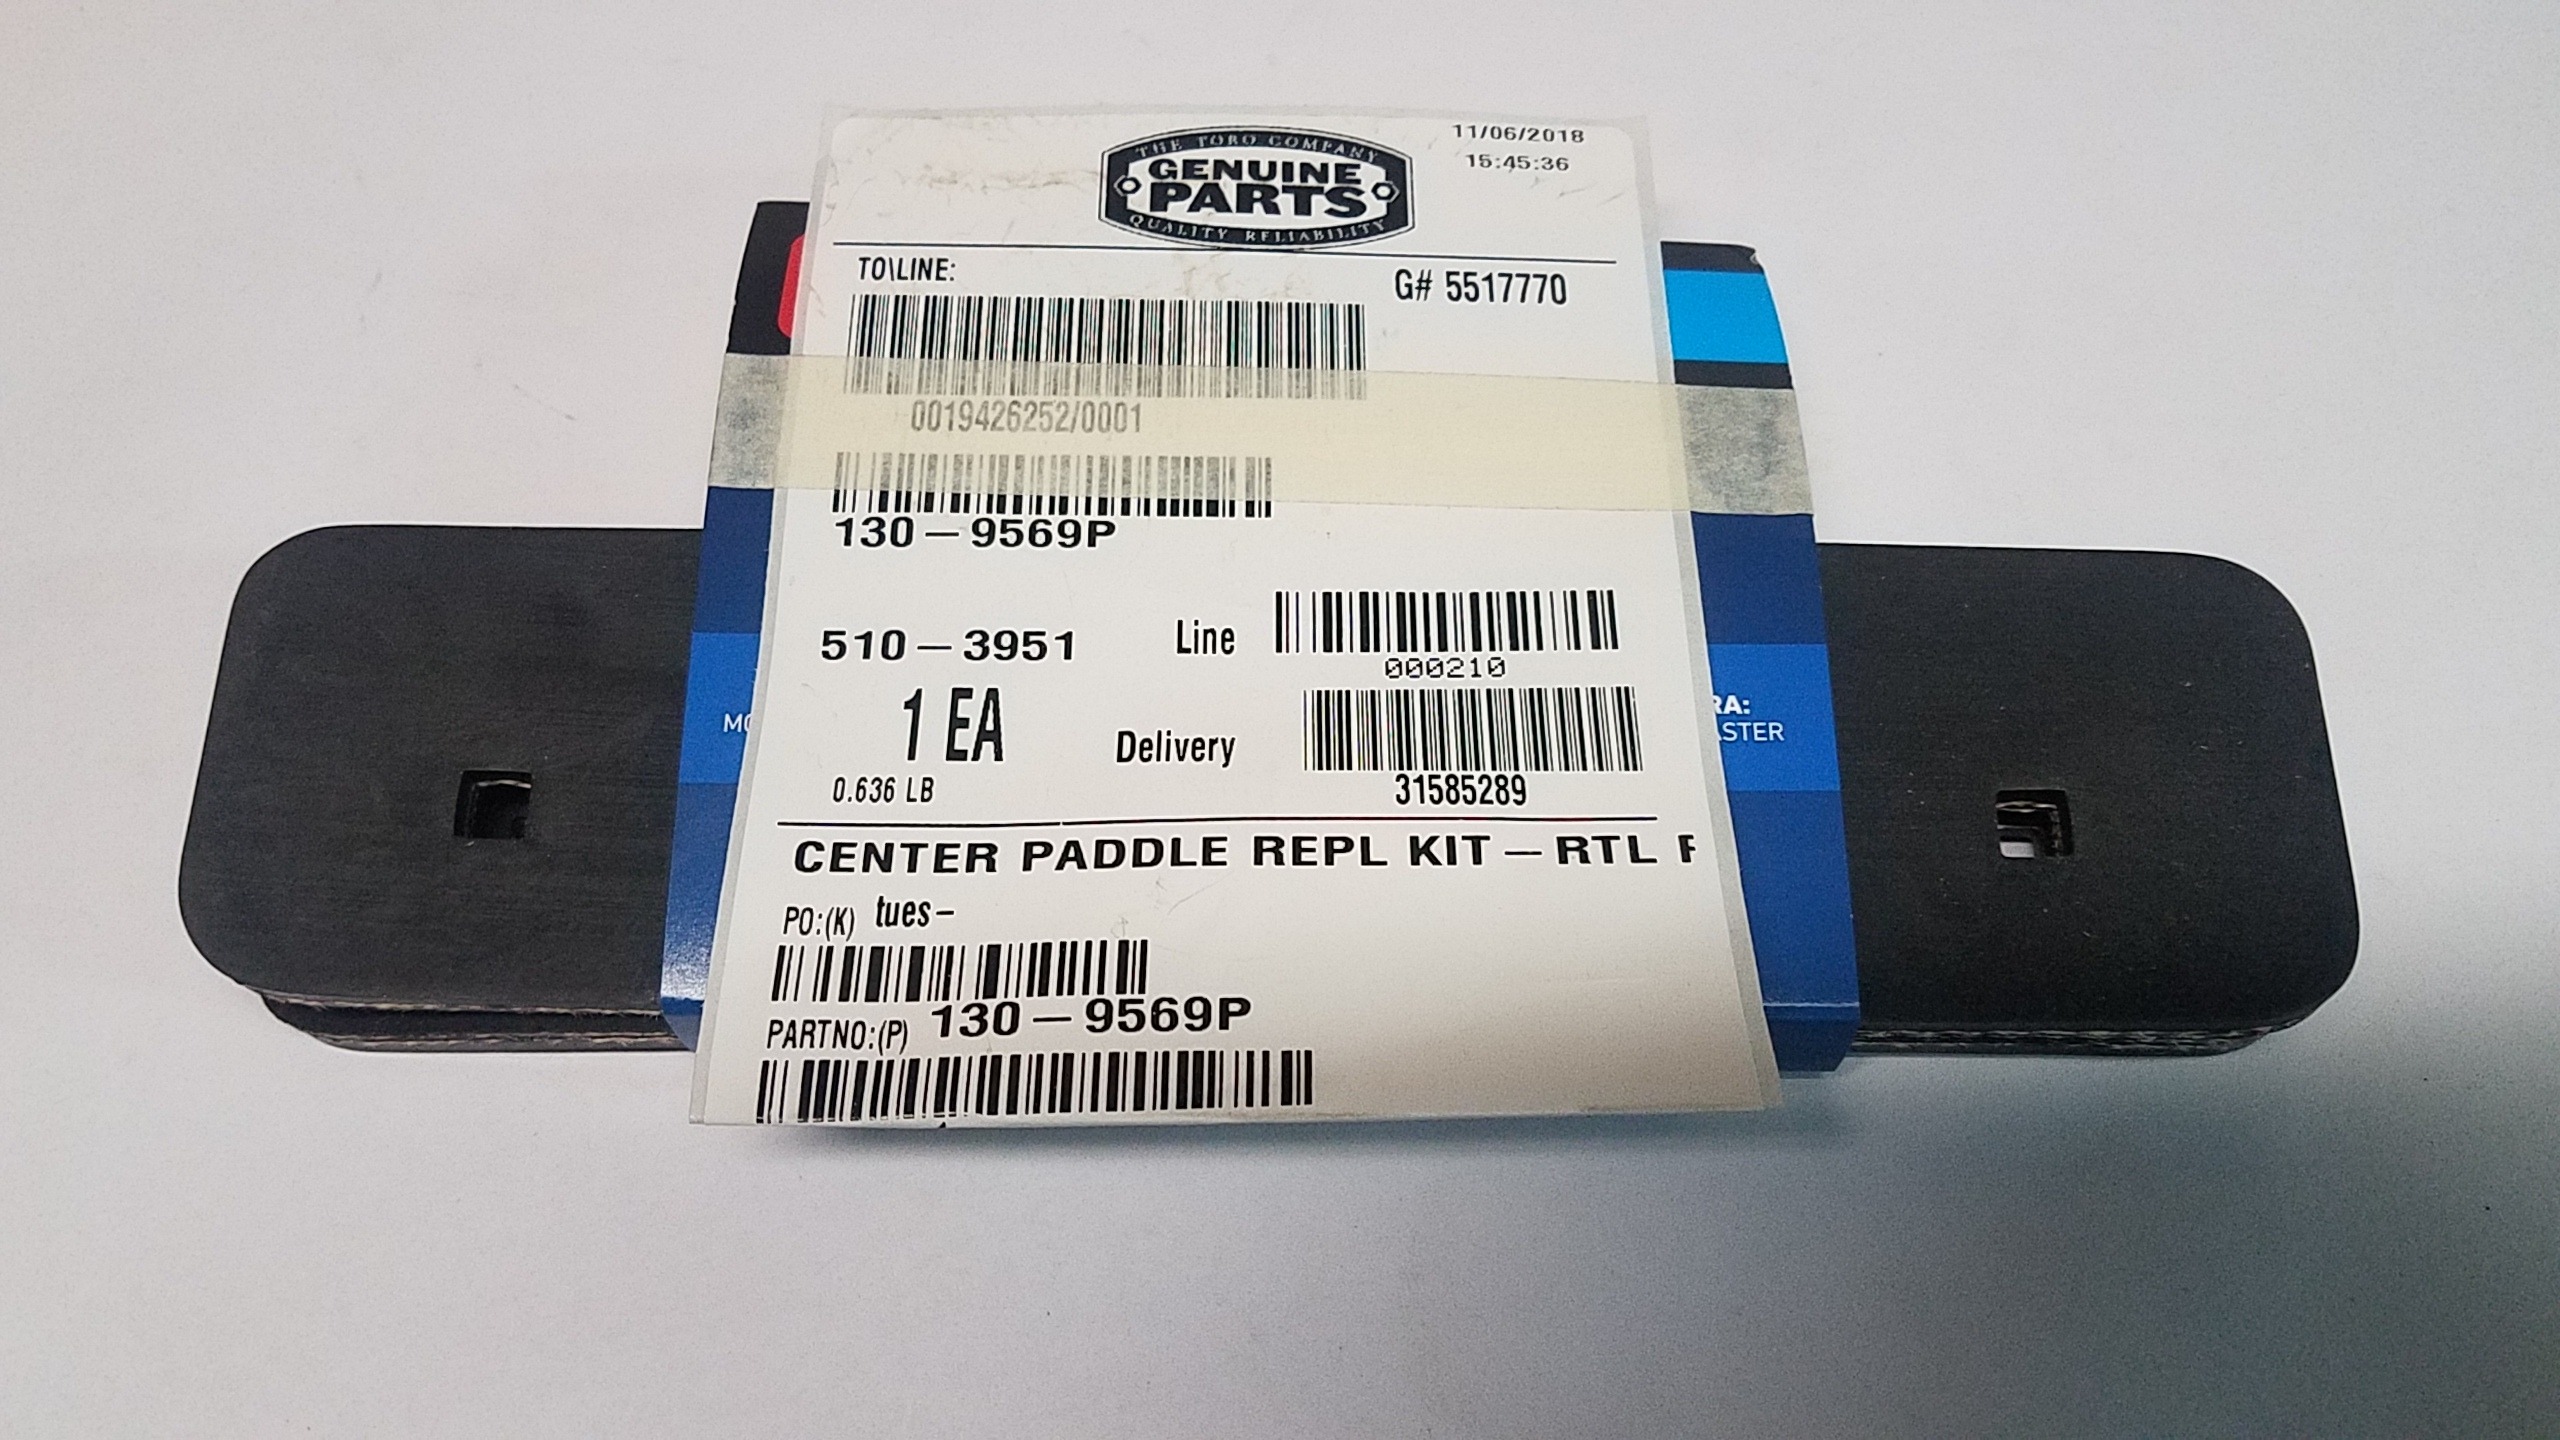 11/06/2018
15:45:36
THE TORO COMPANY
GENUINE
PARTS
QUALITY RELIABILITY
TO\LINE:
G# 5517770
0019426252/0001
130-9569P
510-3951
Line
000210
1 EA
Delivery
0.636 LB
31585289
CENTER PADDLE REPL KIT-RTL
PO:(K) tues-
PARTNO:(P) 130-9569P